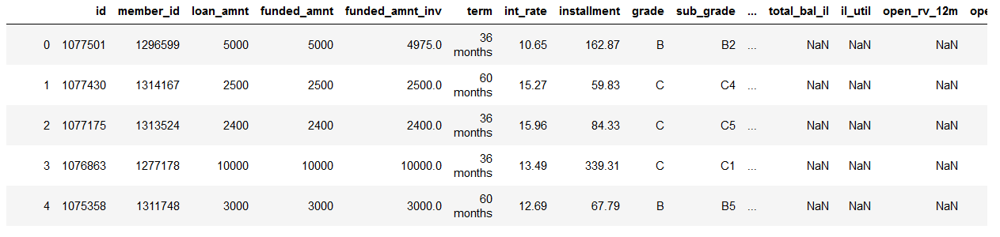 id member_id loan_amnt funded_amnt funded_amnt_inv term int_rate installment grade sub_grade ... total_bal_il il_util open_rv_12m ope
0 1077501 1296599 5000 5000 4975.0 36 months 10.65 162.87 B B2 ... NaN NaN NaN
1 1077430 1314167 2500 2500 2500.0 60 months 15.27 59.83 C C4 ... NaN NaN NaN
2 1077175 1313524 2400 2400 2400.0 36 months 15.96 84.33 C C5 ... NaN NaN NaN
3 1076863 1277178 10000 10000 10000.0 36 months 13.49 339.31 C C1 ... NaN NaN NaN
4 1075358 1311748 3000 3000 3000.0 60 months 12.69 67.79 B B5 ... NaN NaN NaN